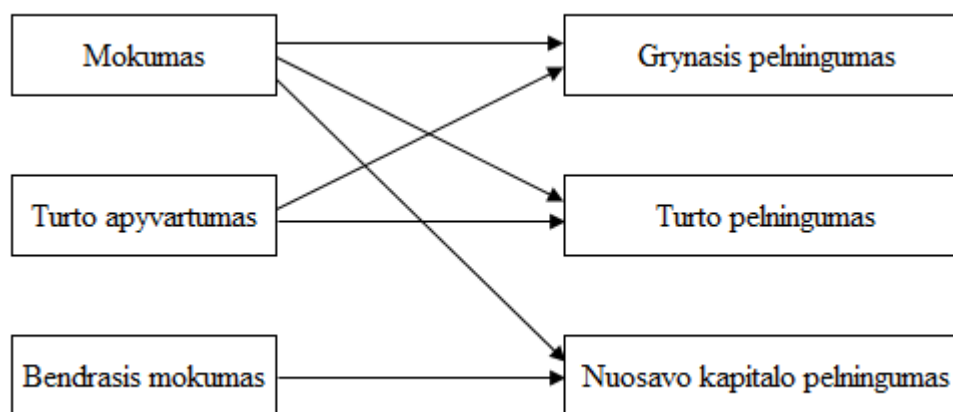 Mokumas
Grynasis pelningumas
Turto apyvartumas
Turto pelningumas
Bendrasis mokumas
Nuosavo kapitalo pelningumas